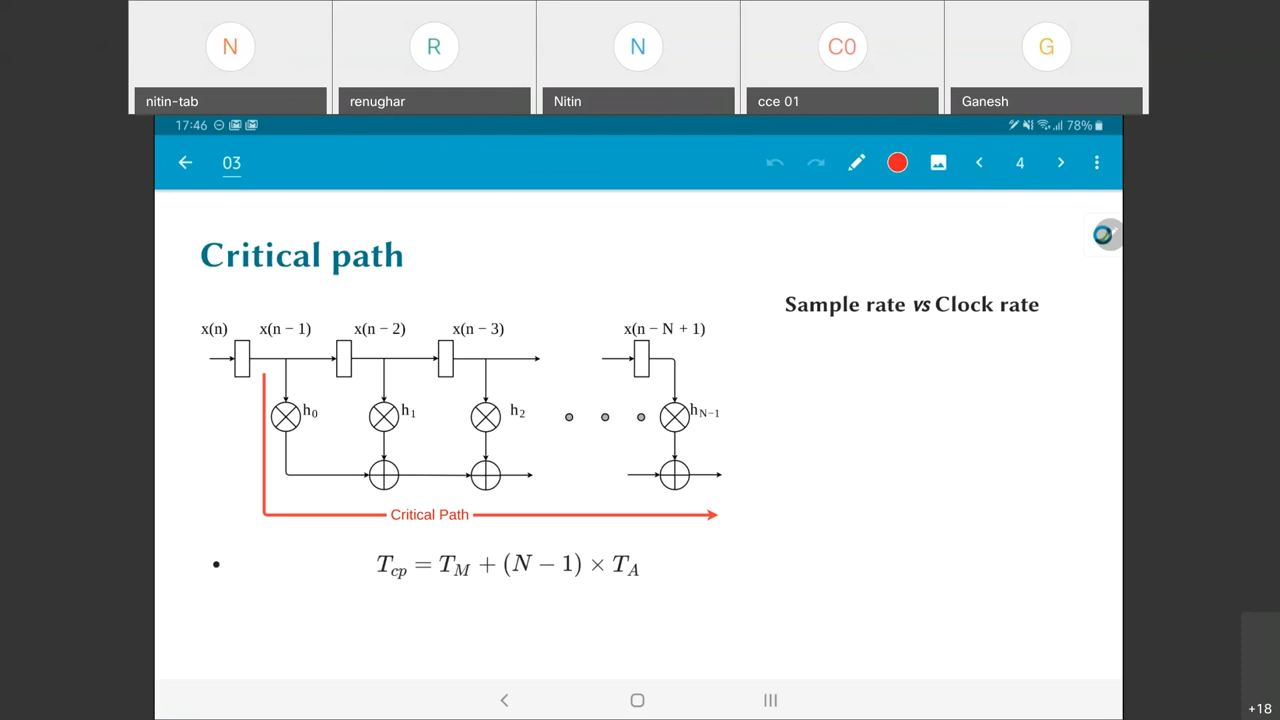 N R N C0 G
nitin-tab renughar Nitin cce 01 Ganesh
17:46 78%
03 4
Critical path
Sample rate vs Clock rate
x(n) x(n − 1) x(n − 2) x(n − 3) x(n − N + 1)
h₀ h₁ h₂ hN−1
Critical Path
• Tcp = TM + (N − 1) × TA
+18